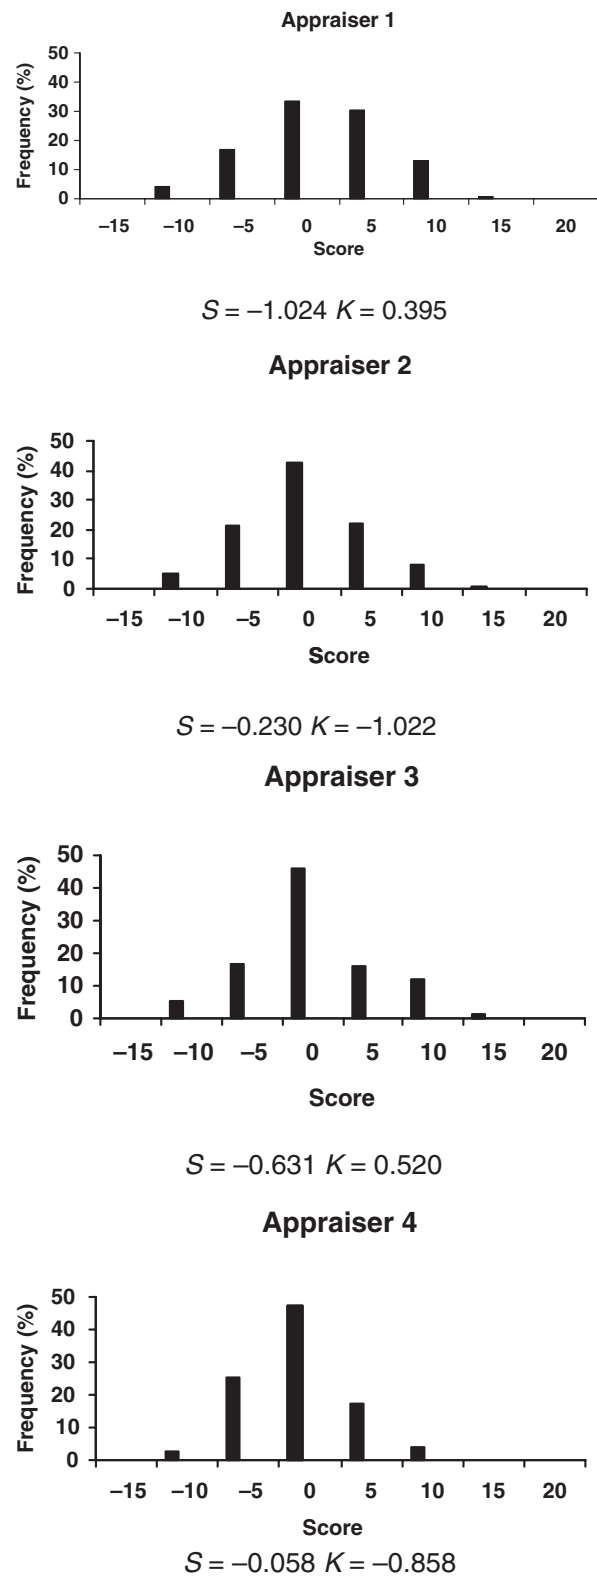 Appraiser 1
50
40
30
20
10
0
Frequency (%)
–15 –10 –5 0 5 10 15 20
Score
S = –1.024 K = 0.395
Appraiser 2
50
40
30
20
10
0
Frequency (%)
–15 –10 –5 0 5 10 15 20
Score
S = –0.230 K = –1.022
Appraiser 3
50
40
30
20
10
0
Frequency (%)
–15 –10 –5 0 5 10 15 20
Score
S = –0.631 K = 0.520
Appraiser 4
50
40
30
20
10
0
Frequency (%)
–15 –10 –5 0 5 10 15 20
Score
S = –0.058 K = –0.858